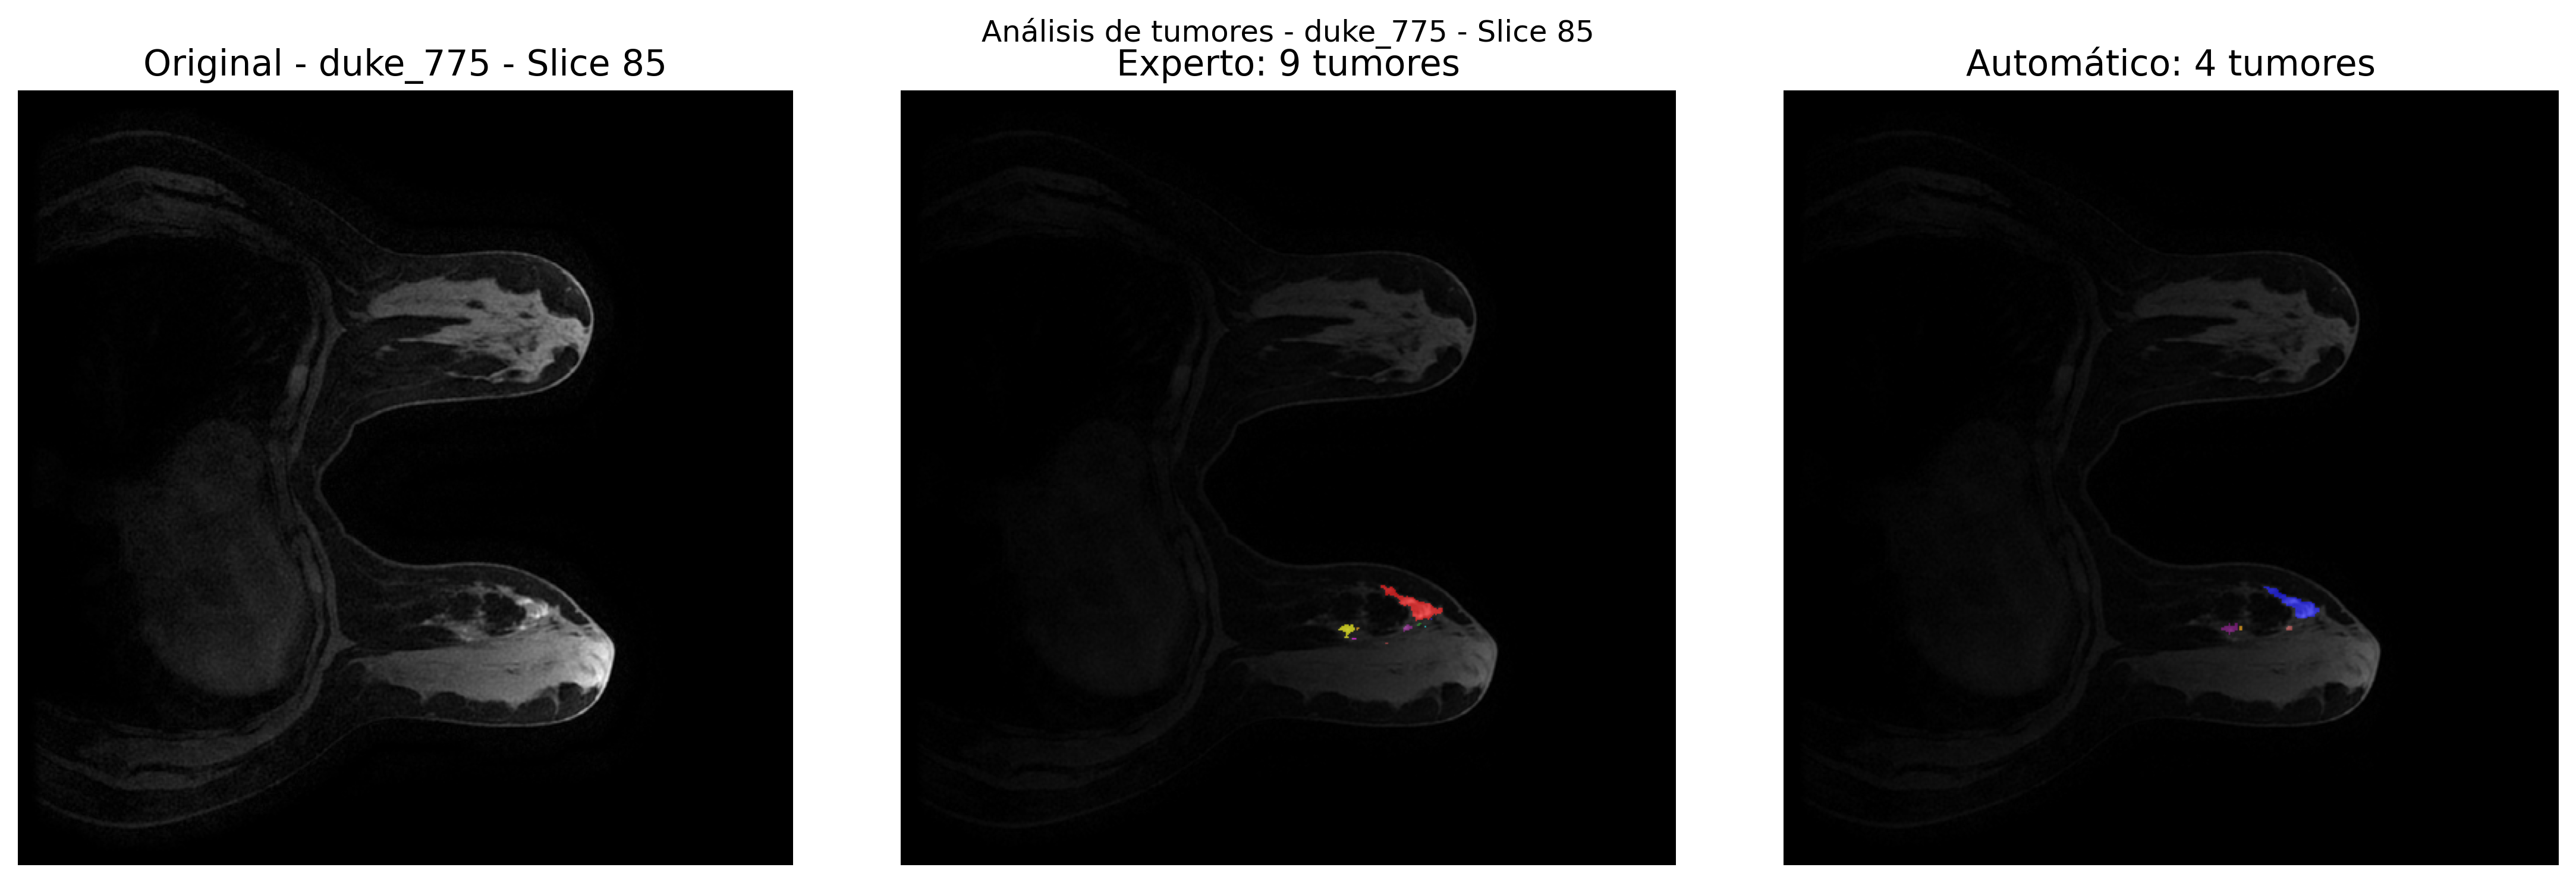 Análisis de tumores - duke_775 - Slice 85
Original - duke_775 - Slice 85
Experto: 9 tumores
Automático: 4 tumores